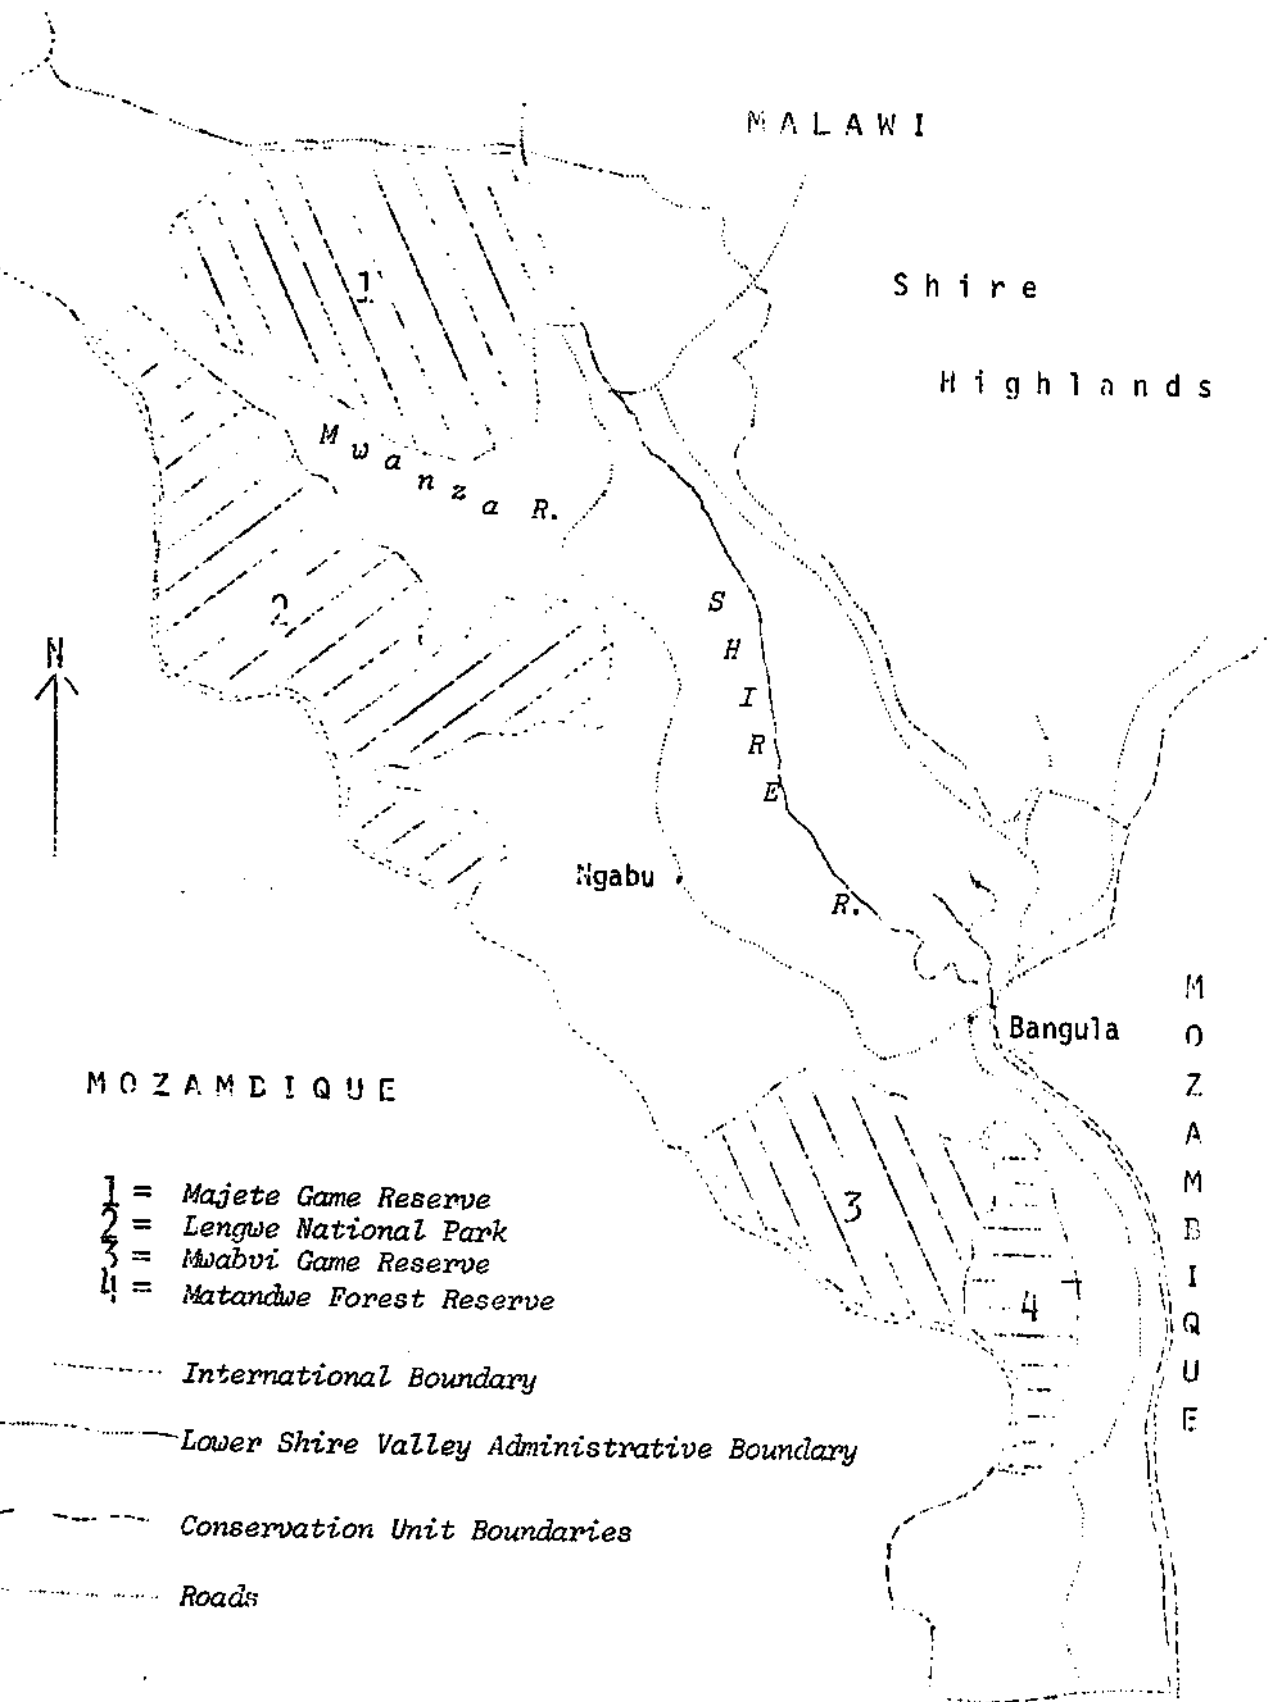 MALAWI
Shire
Highlands
1
Mwanza R.
2
N
SHIRE R.
Ngabu
Bangula
MOZAMBIQUE
MOZAMDIQUE
3
4
1 = Majete Game Reserve
2 = Lengwe National Park
3 = Mwabvi Game Reserve
4 = Matandwe Forest Reserve
International Boundary
Lower Shire Valley Administrative Boundary
Conservation Unit Boundaries
Roads